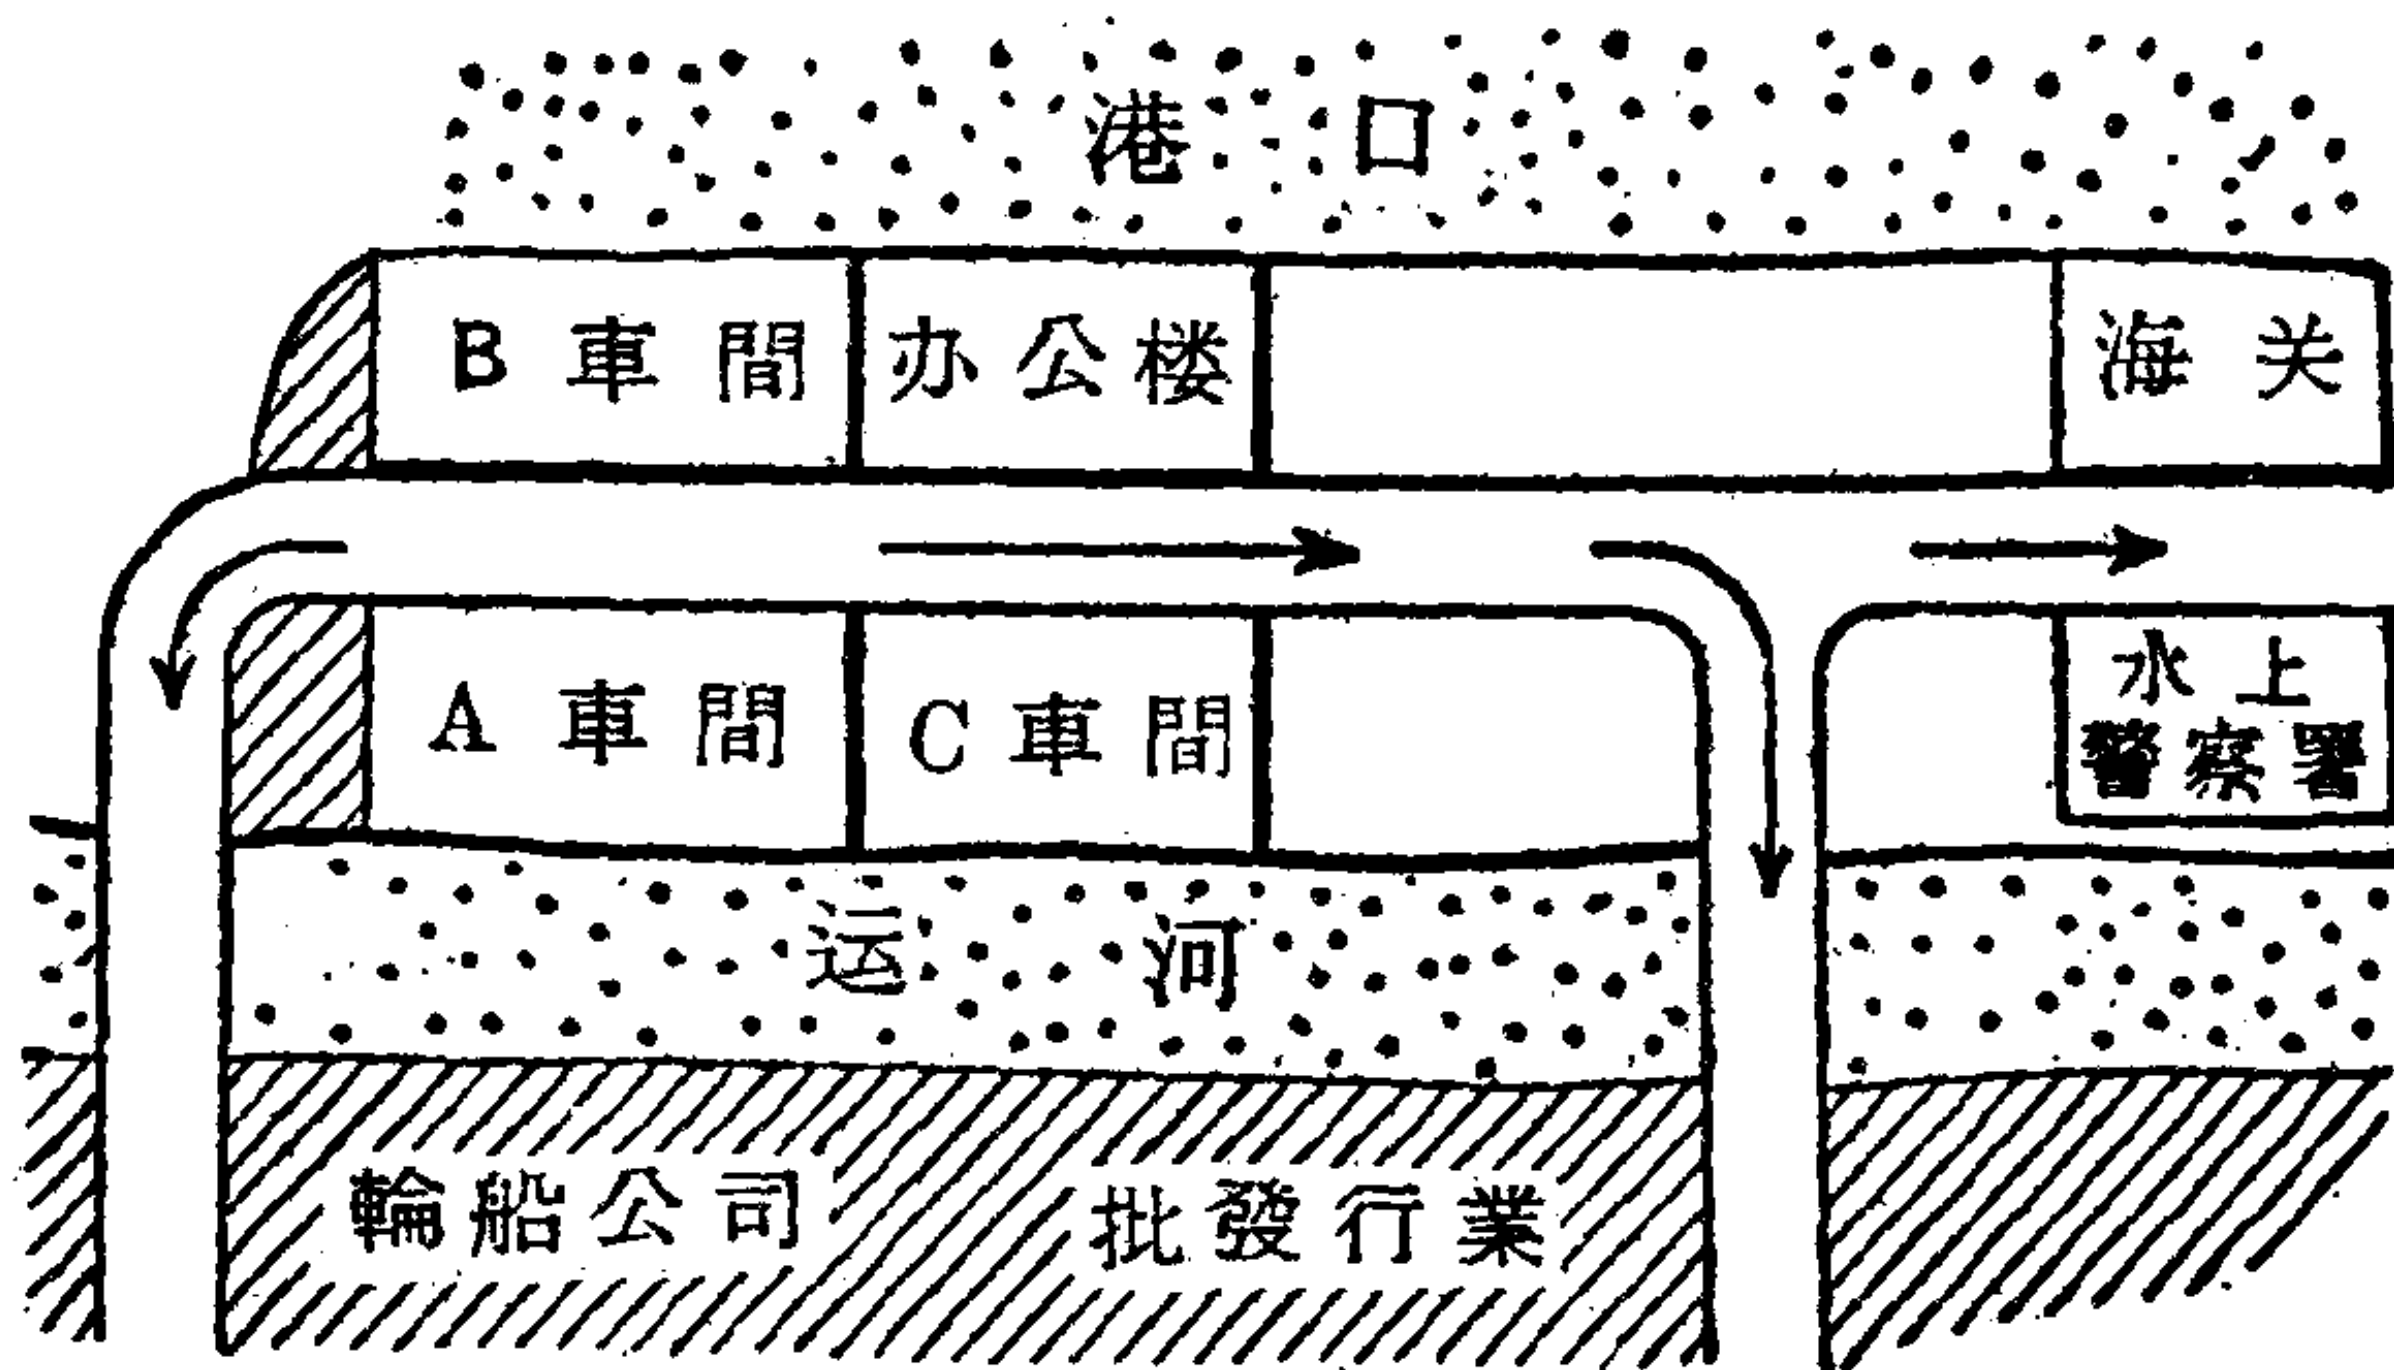 港口
B車間 办公楼 海关
A車間 C車間 水上
警察署
运河
輪船公司 批發行業